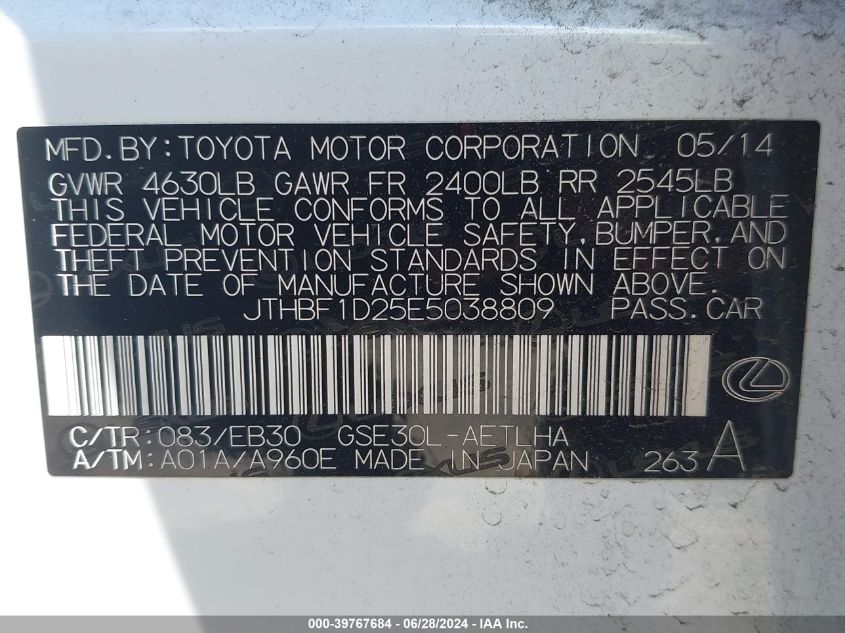 MFD.BY:TOYOTA MOTOR CORPORATION 05/14
GVWR 4630LB GAWR FR 2400LB RR 2545LB
THIS VEHICLE CONFORMS TO ALL APPLICABLE
FEDERAL MOTOR VEHICLE SAFETY,BUMPER,AND
THEFT PREVENTION STANDARDS IN EFFECT ON
THE DATE OF MANUFACTURE SHOWN ABOVE.
JTHBF1D25E5038809 PASS.CAR
C/TR:083/EB30 GSE30L-AETLHA
A/TM:A01A/A960E MADE IN JAPAN 263 A
000-39767684 - 06/28/2024 - IAA Inc.